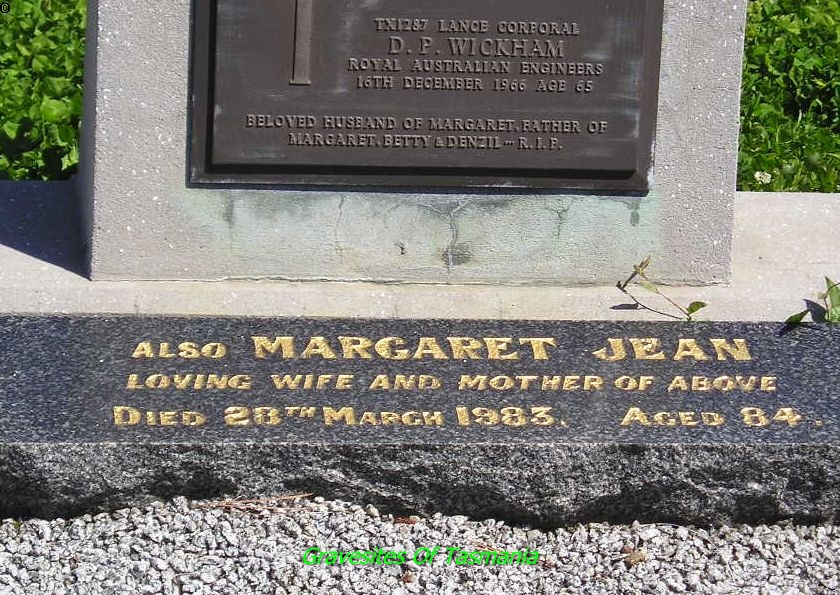 ©
TX1287 LANCE CORPORAL
D. P. WICKHAM
ROYAL AUSTRALIAN ENGINEERS
16TH DECEMBER 1966 AGE 65
BELOVED HUSBAND OF MARGARET. FATHER OF
MARGARET. BETTY & DENZIL — R.I.P.
ALSO MARGARET JEAN
LOVING WIFE AND MOTHER OF ABOVE
DIED 28TH MARCH 1983. AGED 84.
Gravesites Of Tasmania